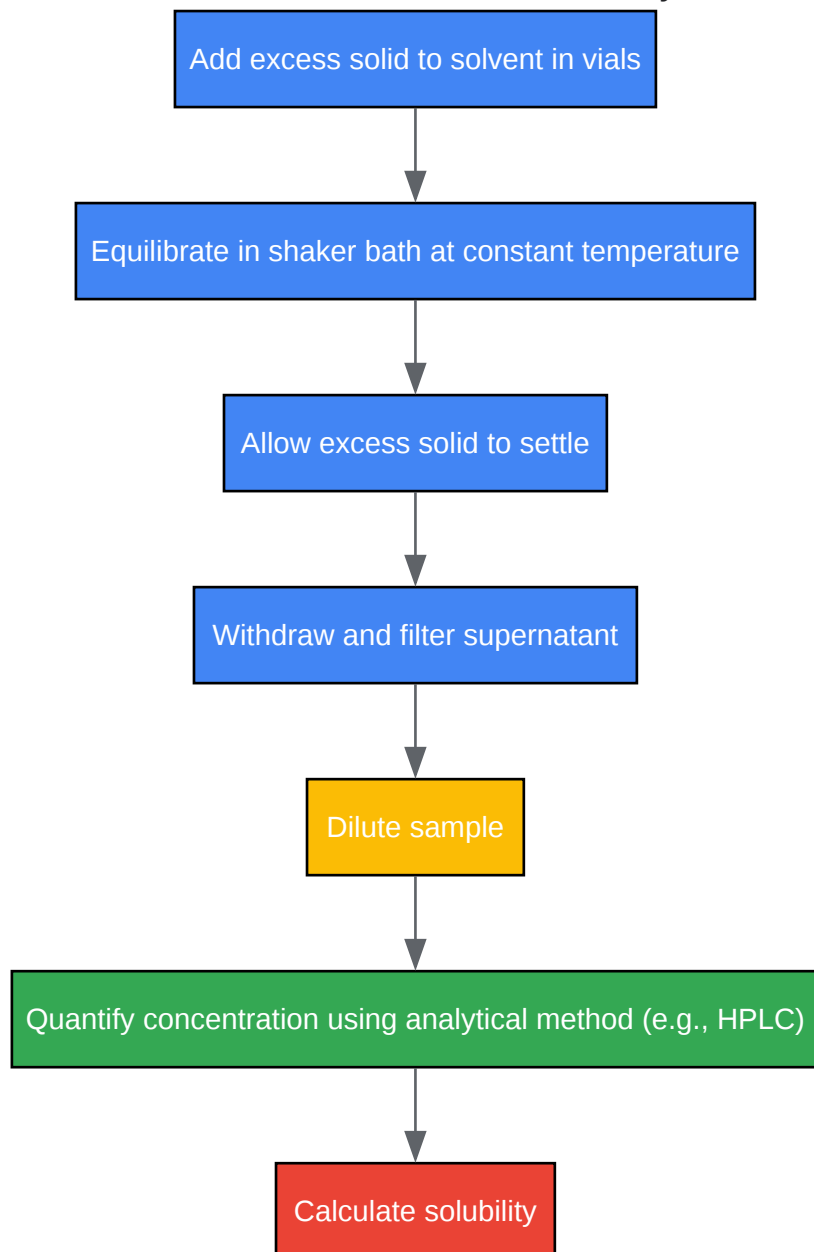 Add excess solid to solvent in vials
Equilibrate in shaker bath at constant temperature
Allow excess solid to settle
Withdraw and filter supernatant
Dilute sample
Quantify concentration using analytical method (e.g., HPLC)
Calculate solubility